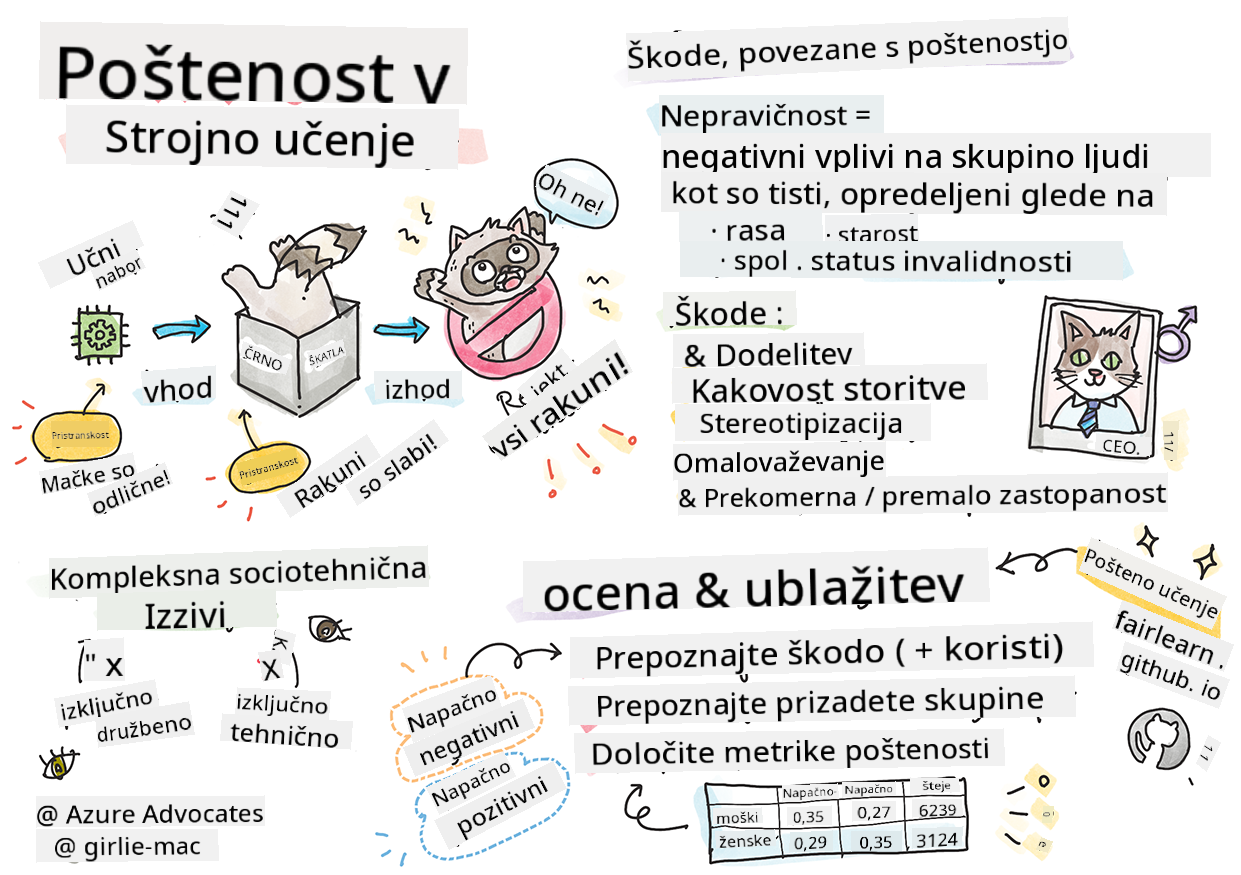 Poštenost v
Strojno učenje
Učni
nabor
ČRNO
ŠKATLA
Oh ne!
vhod
izhod
vsi rakuni!
Pristranskost
Mačke so
odlične!
Pristranskost
Rakuni
so slabi!
Škode, povezane s poštenostjo
Nepravičnost =
negativni vplivi na skupino ljudi
kot so tisti, opredeljeni glede na
· rasa · starost
· spol . status invalidnosti
Škode :
& Dodelitev
Kakovost storitve
Stereotipizacija
Omalovaževanje
& Prekomerna / premalo zastopanost
CEO.
Kompleksna sociotehnična
Izzivi
" x
izključno
družbeno
X
izključno
tehnično
@ Azure Advocates
@ girlie-mac
ocena & ublažitev
Prepoznajte škodo ( + koristi)
Prepoznajte prizadete skupine
Določite metrike poštenosti
Napačno
negativni
Napačno
pozitivni
Napačno- Napačno šteje
moški 0,35 0,27 6239
ženske 0,29 0,35 3124
Pošteno učenje
fairlearn .
github. io